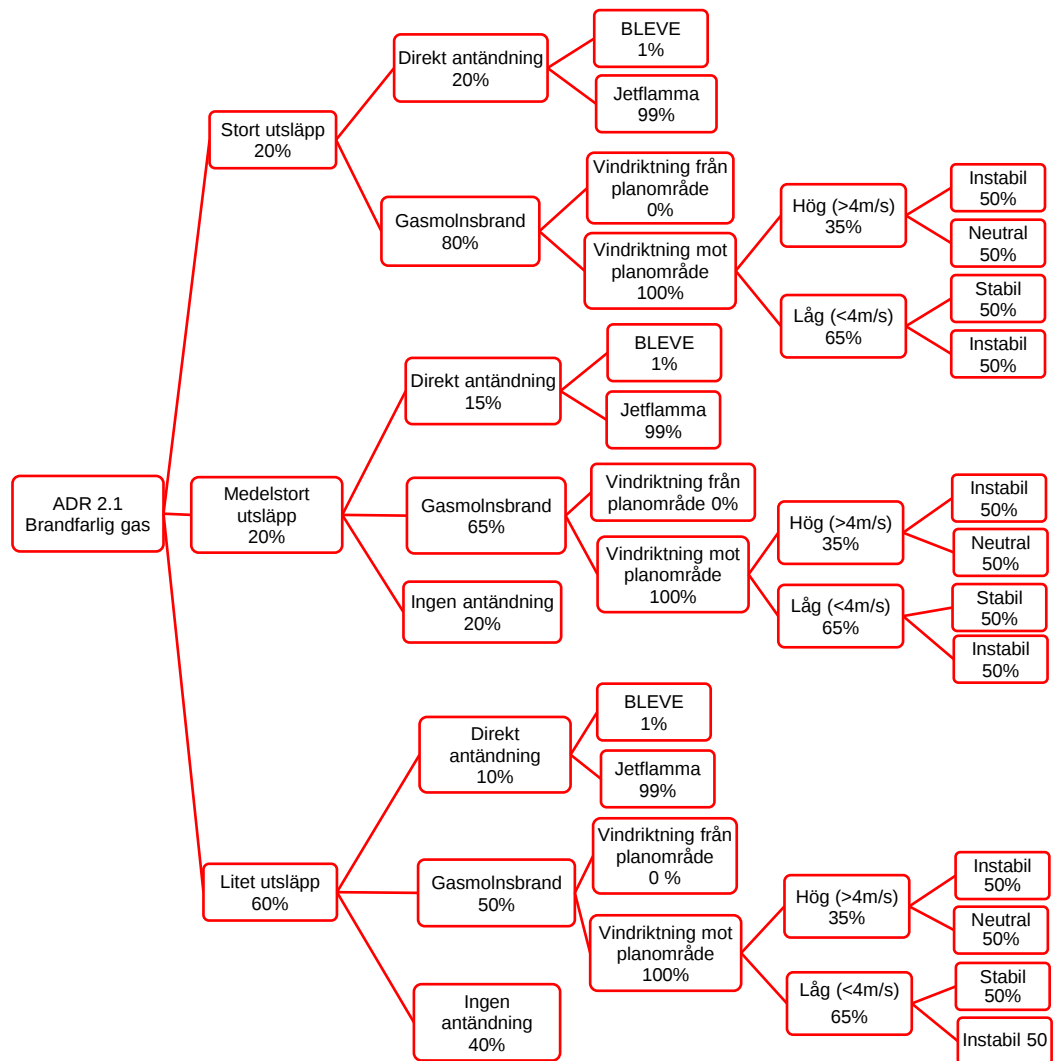 ADR 2.1
Brandfarlig gas
Stort utsläpp
20%
Direkt antändning
20%
BLEVE
1%
Jetflamma
99%
Gasmolnsbrand
80%
Vindriktning från
planområde
0%
Vindriktning mot
planområde
100%
Hög (>4m/s)
35%
Instabil
50%
Neutral
50%
Låg (<4m/s)
65%
Stabil
50%
Instabil
50%
Medelstort
utsläpp
20%
Direkt antändning
15%
BLEVE
1%
Jetflamma
99%
Gasmolnsbrand
65%
Vindriktning från
planområde 0%
Vindriktning mot
planområde
100%
Hög (>4m/s)
35%
Instabil
50%
Neutral
50%
Låg (<4m/s)
65%
Stabil
50%
Instabil
50%
Ingen antändning
20%
Litet utsläpp
60%
Direkt
antändning
10%
BLEVE
1%
Jetflamma
99%
Gasmolnsbrand
50%
Vindriktning från
planområde
0 %
Vindriktning mot
planområde
100%
Hög (>4m/s)
35%
Instabil
50%
Neutral
50%
Låg (<4m/s)
65%
Stabil
50%
Instabil 50
Ingen
antändning
40%